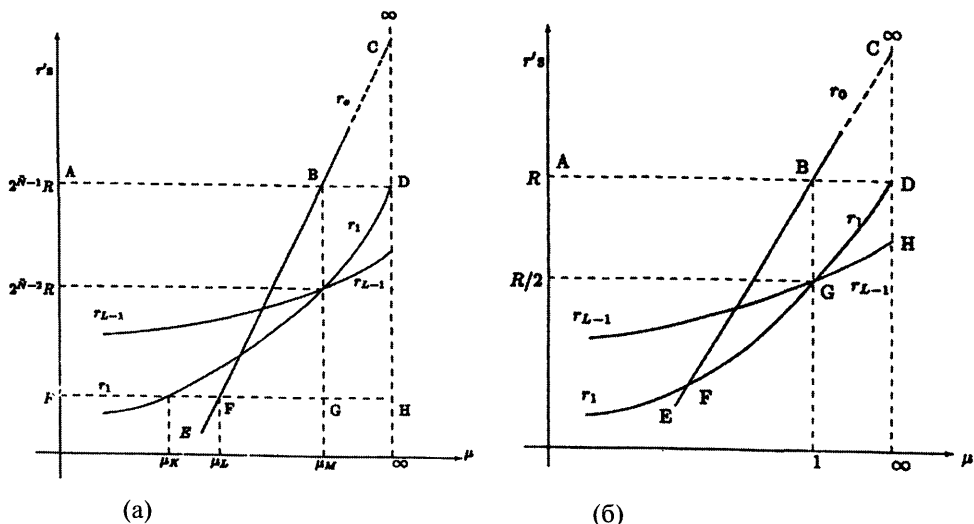 ∞
C
r's
r₀
A
B
D
2^{Ñ-1}R
r₁
2^{Ñ-2}R
r_{L-1}
r_{L-1}
r₁
F
G
H
E
μ_K
μ_L
μ_M
∞
μ
(a)
∞
C
r's
r₀
A
B
D
R
r₁
H
R/2
G
r_{L-1}
r_{L-1}
r₁
E
F
1
∞
μ
(б)